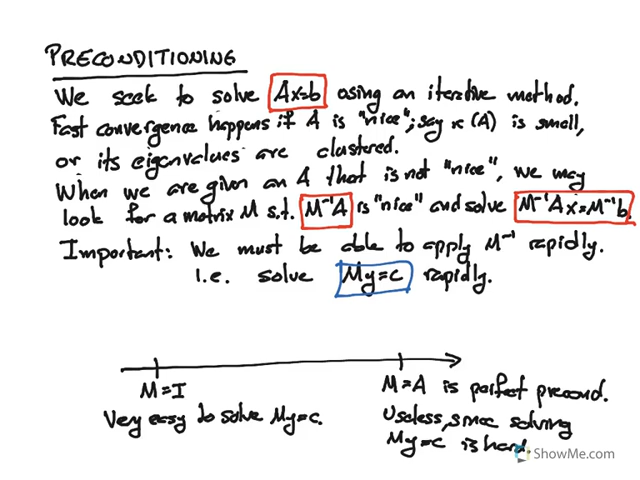 PRECONDITIONING
We seek to solve Ax=b using an iterative method.
Fast convergence happens if A is "nice"; say κ(A) is small,
or its eigenvalues are clustered.
When we are given an A that is not "nice", we may
look for a matrix M s.t. M⁻¹A is "nice" and solve M⁻¹Ax=M⁻¹b.
Important: We must be able to apply M⁻¹ rapidly.
I.e. solve My=c rapidly.
M=I
M=A is perfect precond.
Very easy to solve My=c.
Useless, since solving
My=c is hard
ShowMe.com